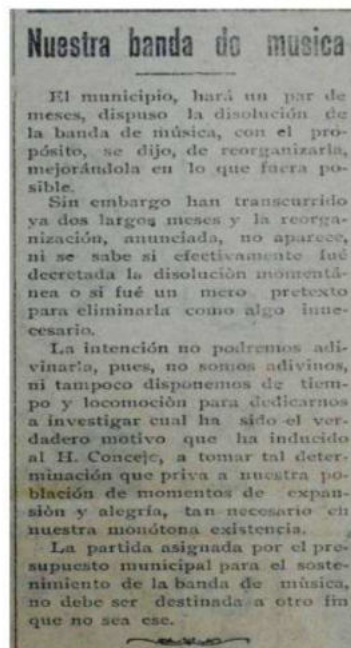 Nuestra banda de musica
El municipio, hará un par de
meses, dispuso la disolución de
la banda de música, con el pro-
pósito, se dijo, de reorganizarla,
mejorándola en lo que fuera po-
sible.
Sin embargo han transcurrido
ya dos largos meses y la reorga-
nización, anunciada, no aparece,
ni se sabe si efectivamente fué
decretada la disolución momentá-
nea o si fué un mero pretexto
para eliminarla como algo inne-
cesario.
La intención no podremos adi-
vinarla, pues, no somos adivinos,
ni tampoco disponemos de tiem-
po y locomoción para dedicarnos
a investigar cual ha sido el ver-
dadero motivo que ha inducido
al H. Concejo, a tomar tal deter-
minación que priva a nuestra po-
blación de momentos de expan-
sión y alegría, tan necesario en
nuestra monótona existencia.
La partida asignada por el pre-
supuesto municipal para el soste-
nimiento de la banda de música,
no debe ser destinada a otro fin
que no sea ese.